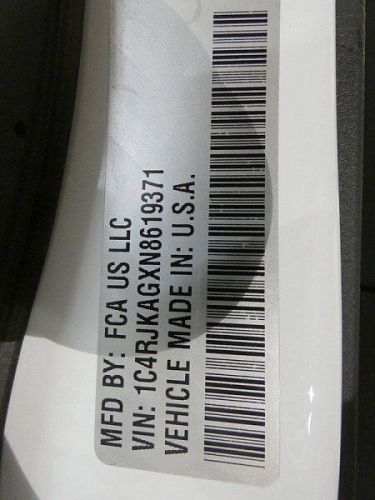 MFD BY: FCA US LLC
VIN: 1C4RJKAGXN8619371
VEHICLE MADE IN: U.S.A.